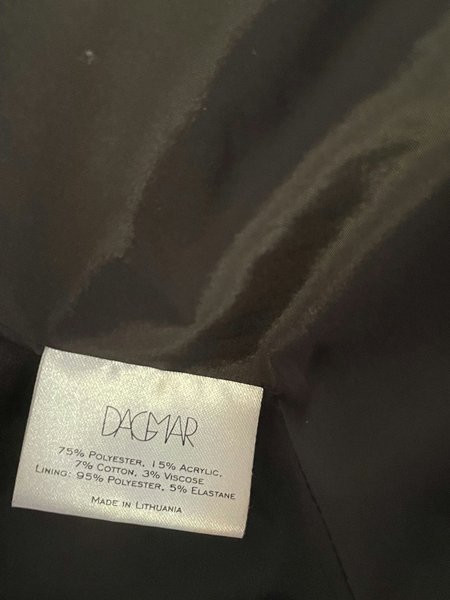 DAGMAR
75% POLYESTER, 15% ACRYLIC,
7% COTTON, 3% VISCOSE
LINING: 95% POLYESTER, 5% ELASTANE
MADE IN LITHUANIA